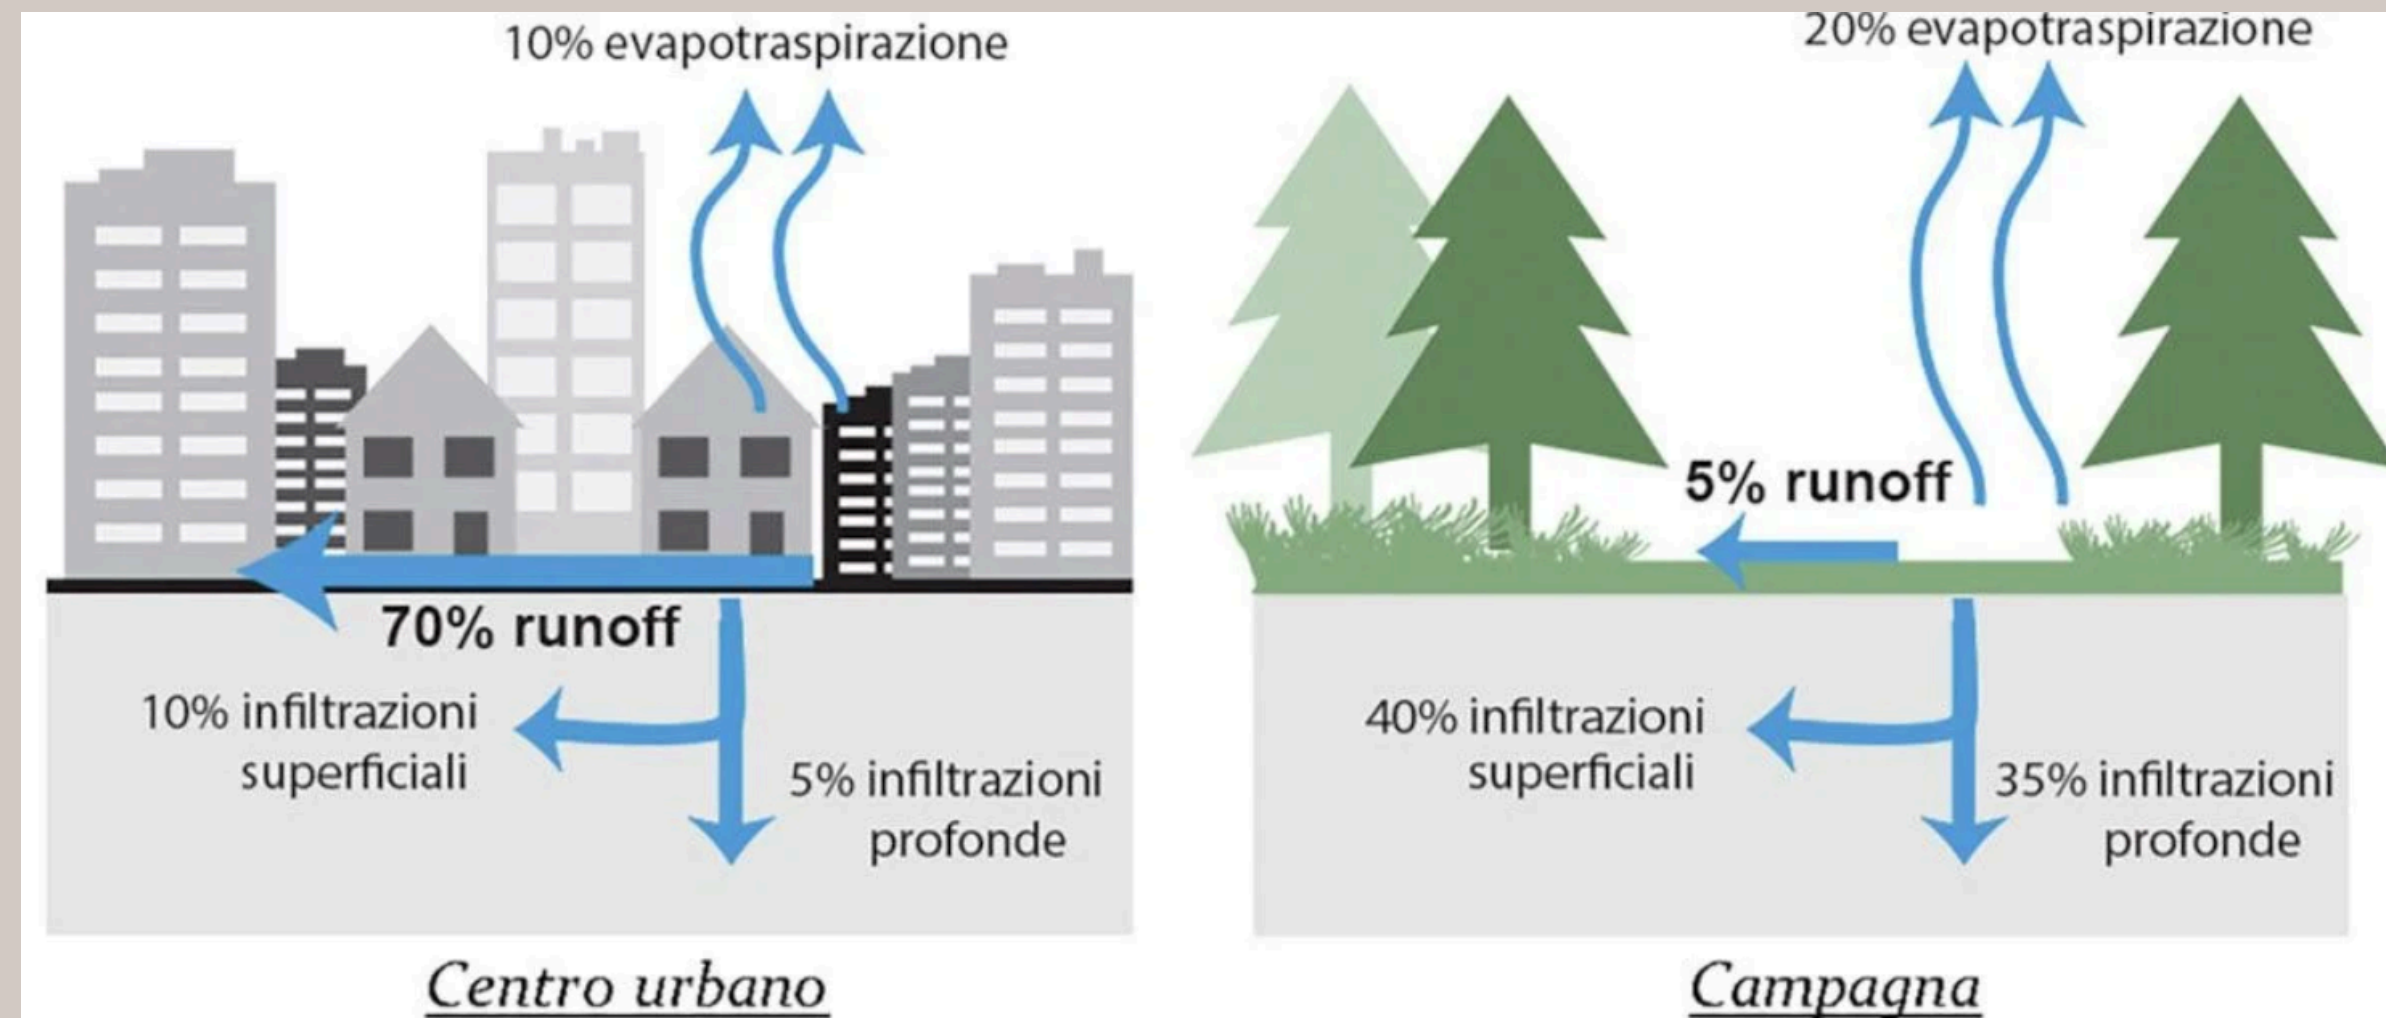 10% evapotraspirazione
70% runoff
10% infiltrazioni
superficiali
5% infiltrazioni
profonde
Centro urbano
20% evapotraspirazione
5% runoff
40% infiltrazioni
superficiali
35% infiltrazioni
profonde
Campagna